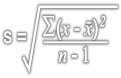 s = √(Σ(x - x̄)² / (n - 1))